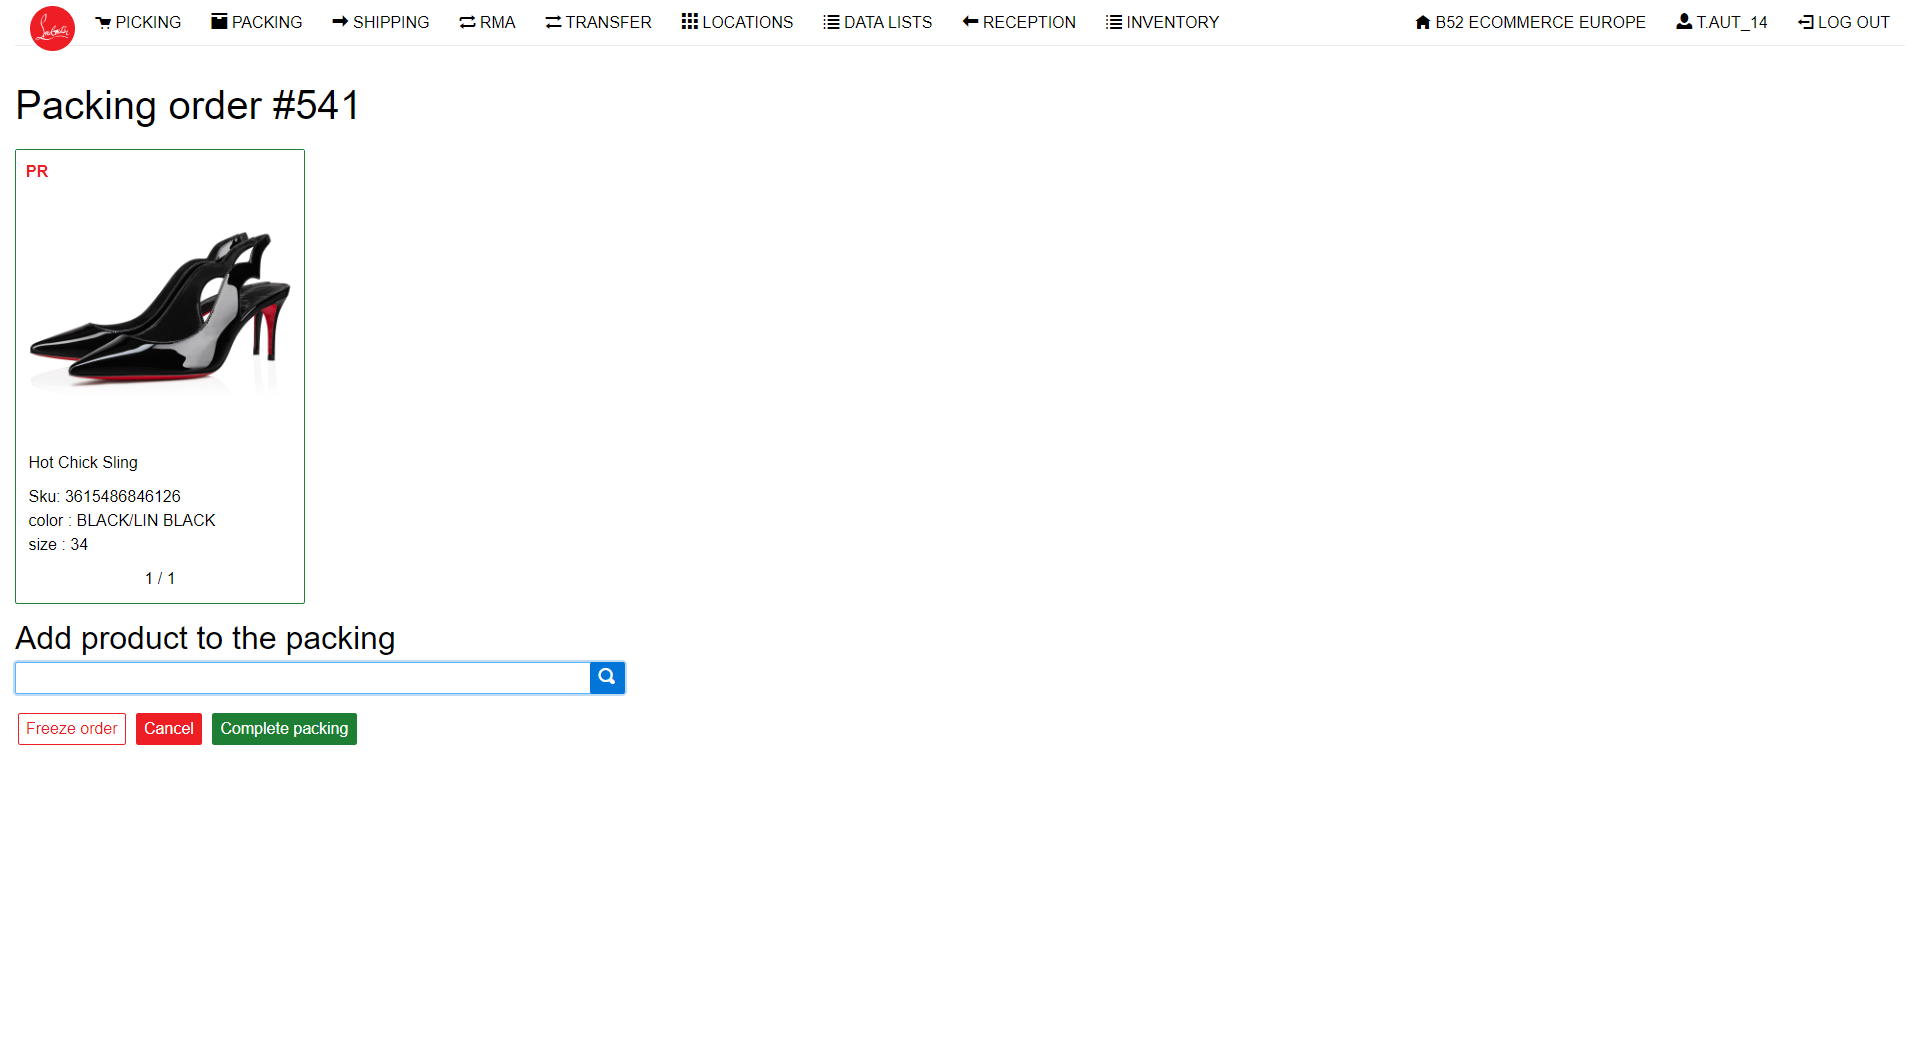 PICKING PACKING SHIPPING RMA TRANSFER LOCATIONS DATA LISTS RECEPTION INVENTORY B52 ECOMMERCE EUROPE T.AUT_14 LOG OUT
Packing order #541
PR
Hot Chick Sling
Sku: 3615486846126
color : BLACK/LIN BLACK
size : 34
1 / 1
Add product to the packing
Freeze order Cancel Complete packing